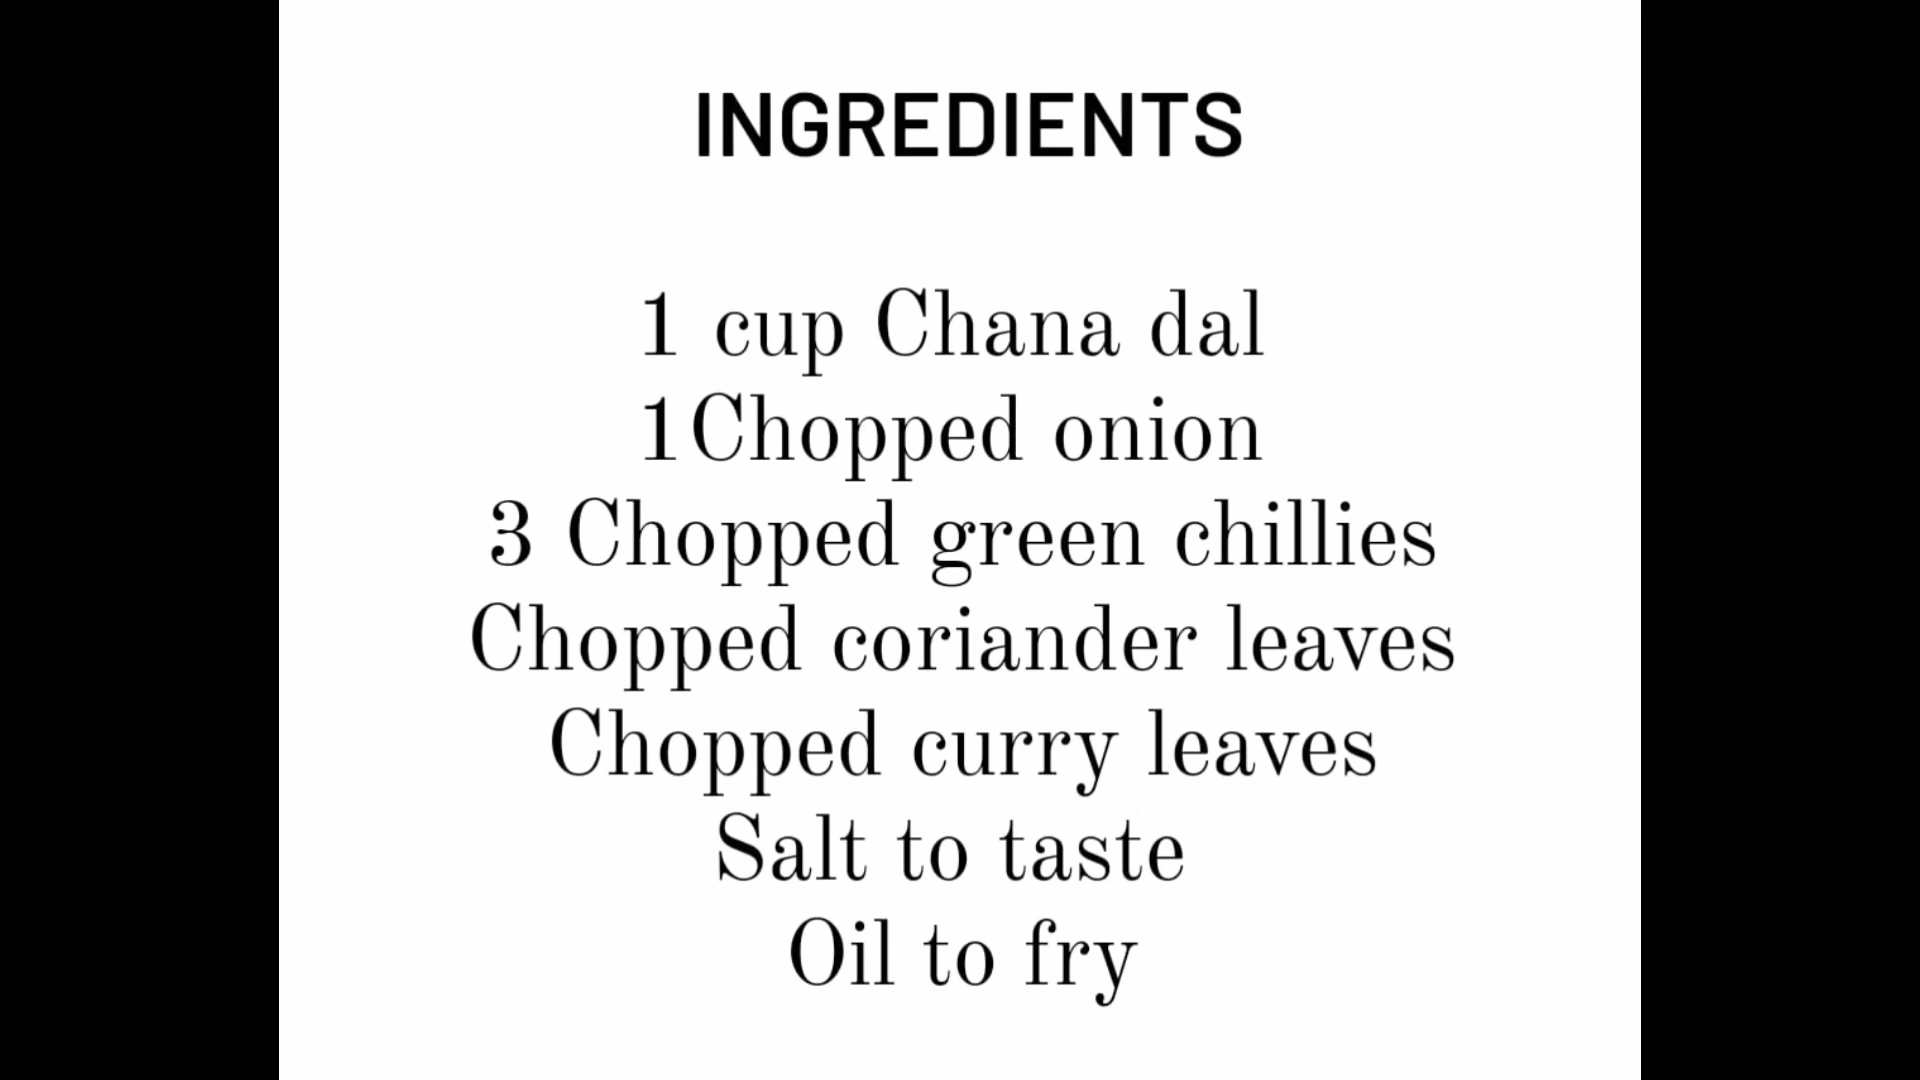 INGREDIENTS
1 cup Chana dal
1Chopped onion
3 Chopped green chillies
Chopped coriander leaves
Chopped curry leaves
Salt to taste
Oil to fry